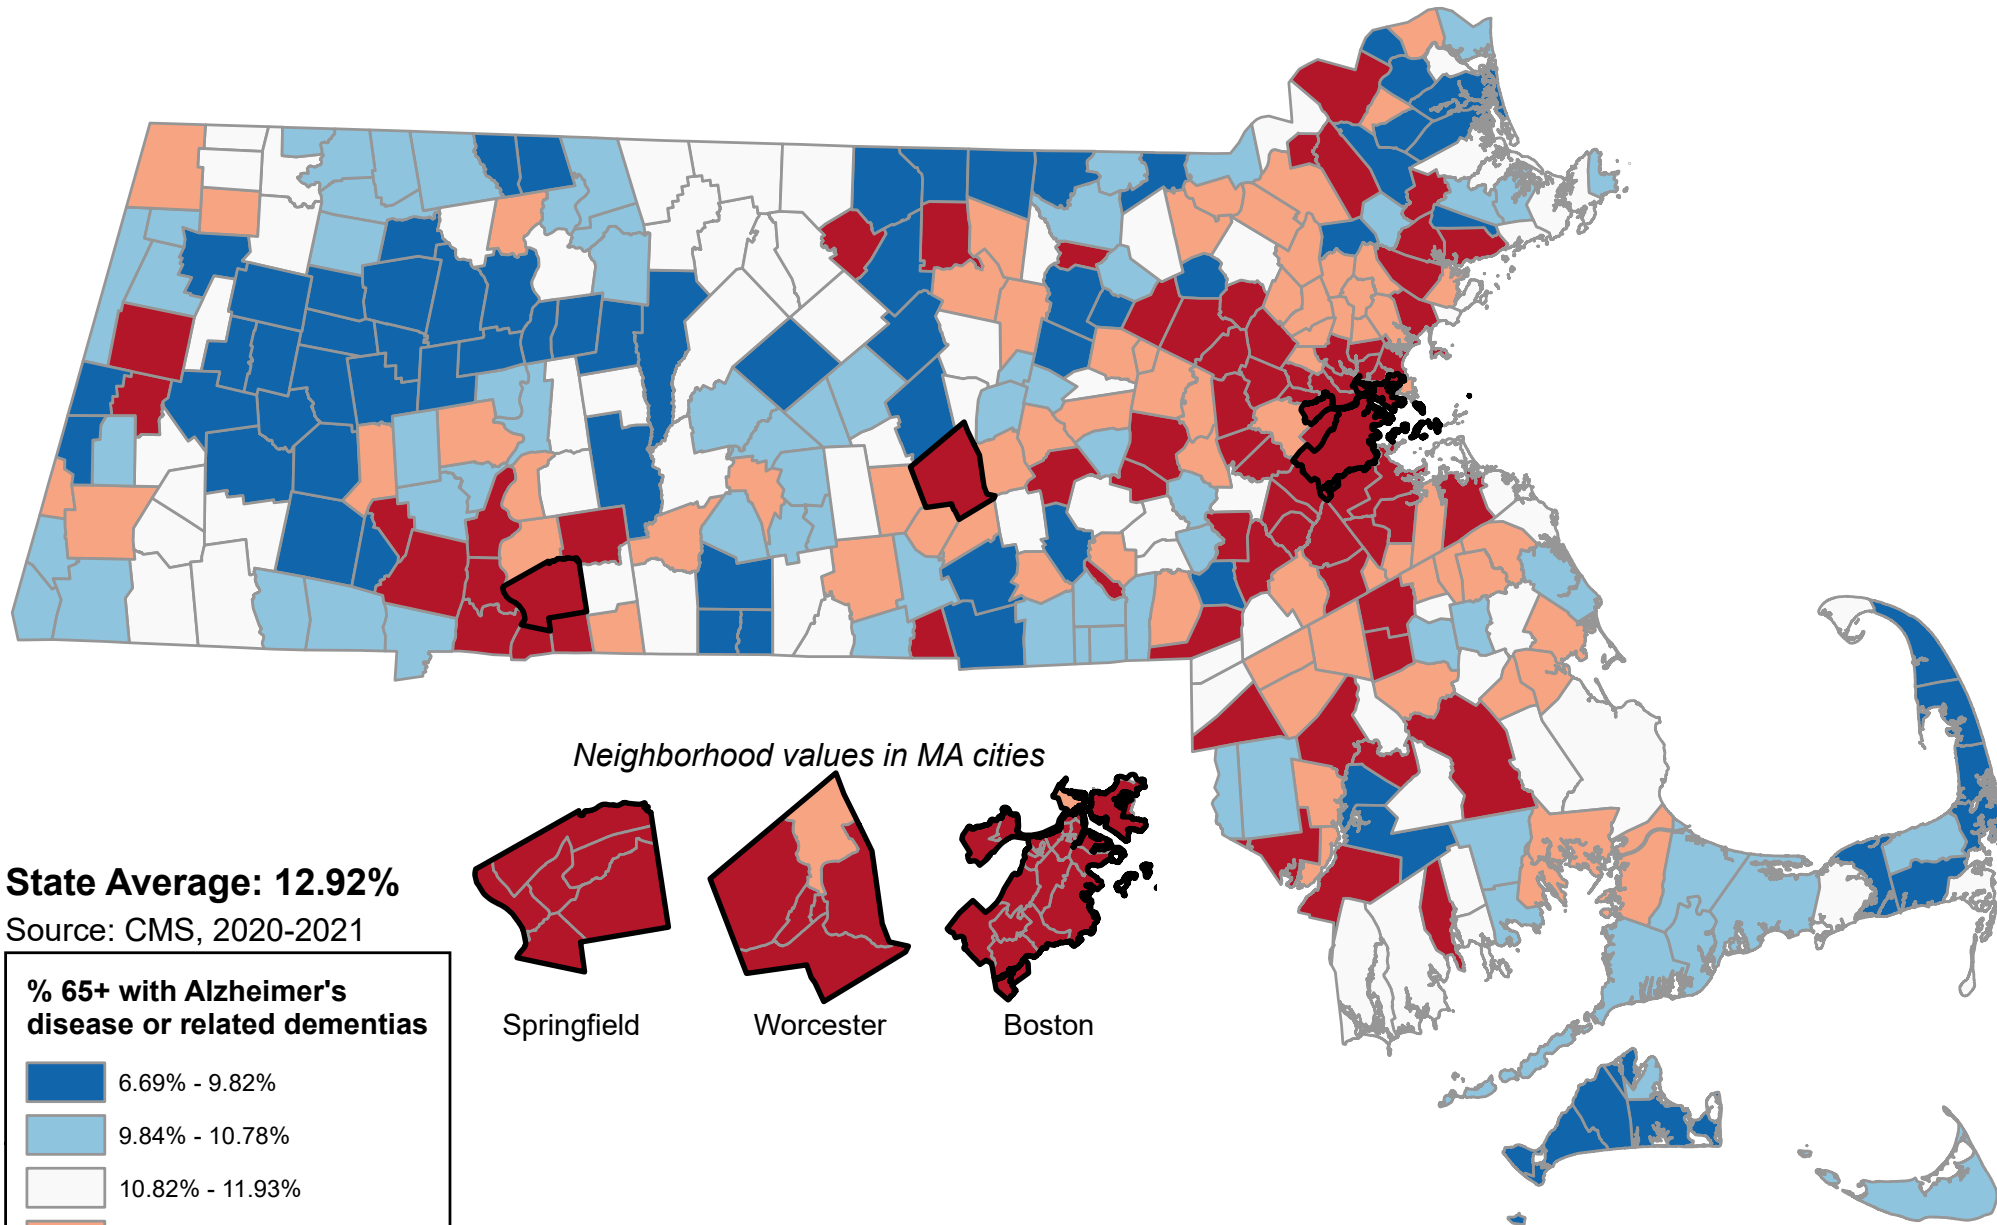 Neighborhood values in MA cities
State Average: 12.92%
Source: CMS, 2020-2021
% 65+ with Alzheimer's
disease or related dementias
6.69% - 9.82%
9.84% - 10.78%
10.82% - 11.93%
Springfield
Worcester
Boston